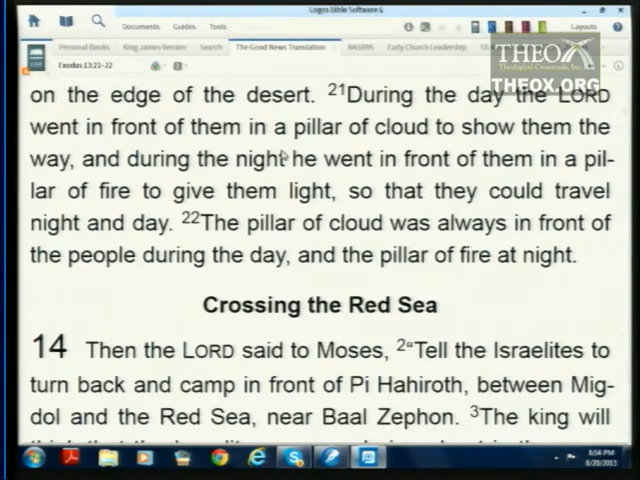 Logos Bible Software 5
Documents Guides Tools
Layouts
Personal Books King James Version Search The Good News Translation NASB95 Early Church Leadership
Exodus 13:21-22
THEOX
THEOX.ORG
on the edge of the desert. 21During the day the LORD
went in front of them in a pillar of cloud to show them the
way, and during the night he went in front of them in a pil-
lar of fire to give them light, so that they could travel
night and day. 22The pillar of cloud was always in front of
the people during the day, and the pillar of fire at night.
Crossing the Red Sea
14 Then the LORD said to Moses, 2“Tell the Israelites to
turn back and camp in front of Pi Hahiroth, between Mig-
dol and the Red Sea, near Baal Zephon. 3The king will
8:54 PM
8/20/2013